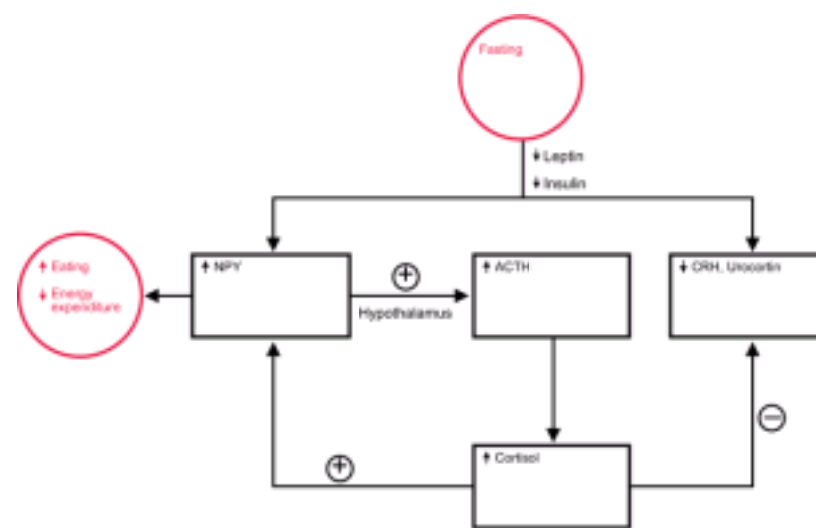 Fasting
↓ Leptin
↓ Insulin
↑ Eating
↓ Energy
expenditure
↑ NPY
+
Hypothalamus
↑ ACTH
↓ CRH, Urocortin
−
+
↑ Cortisol